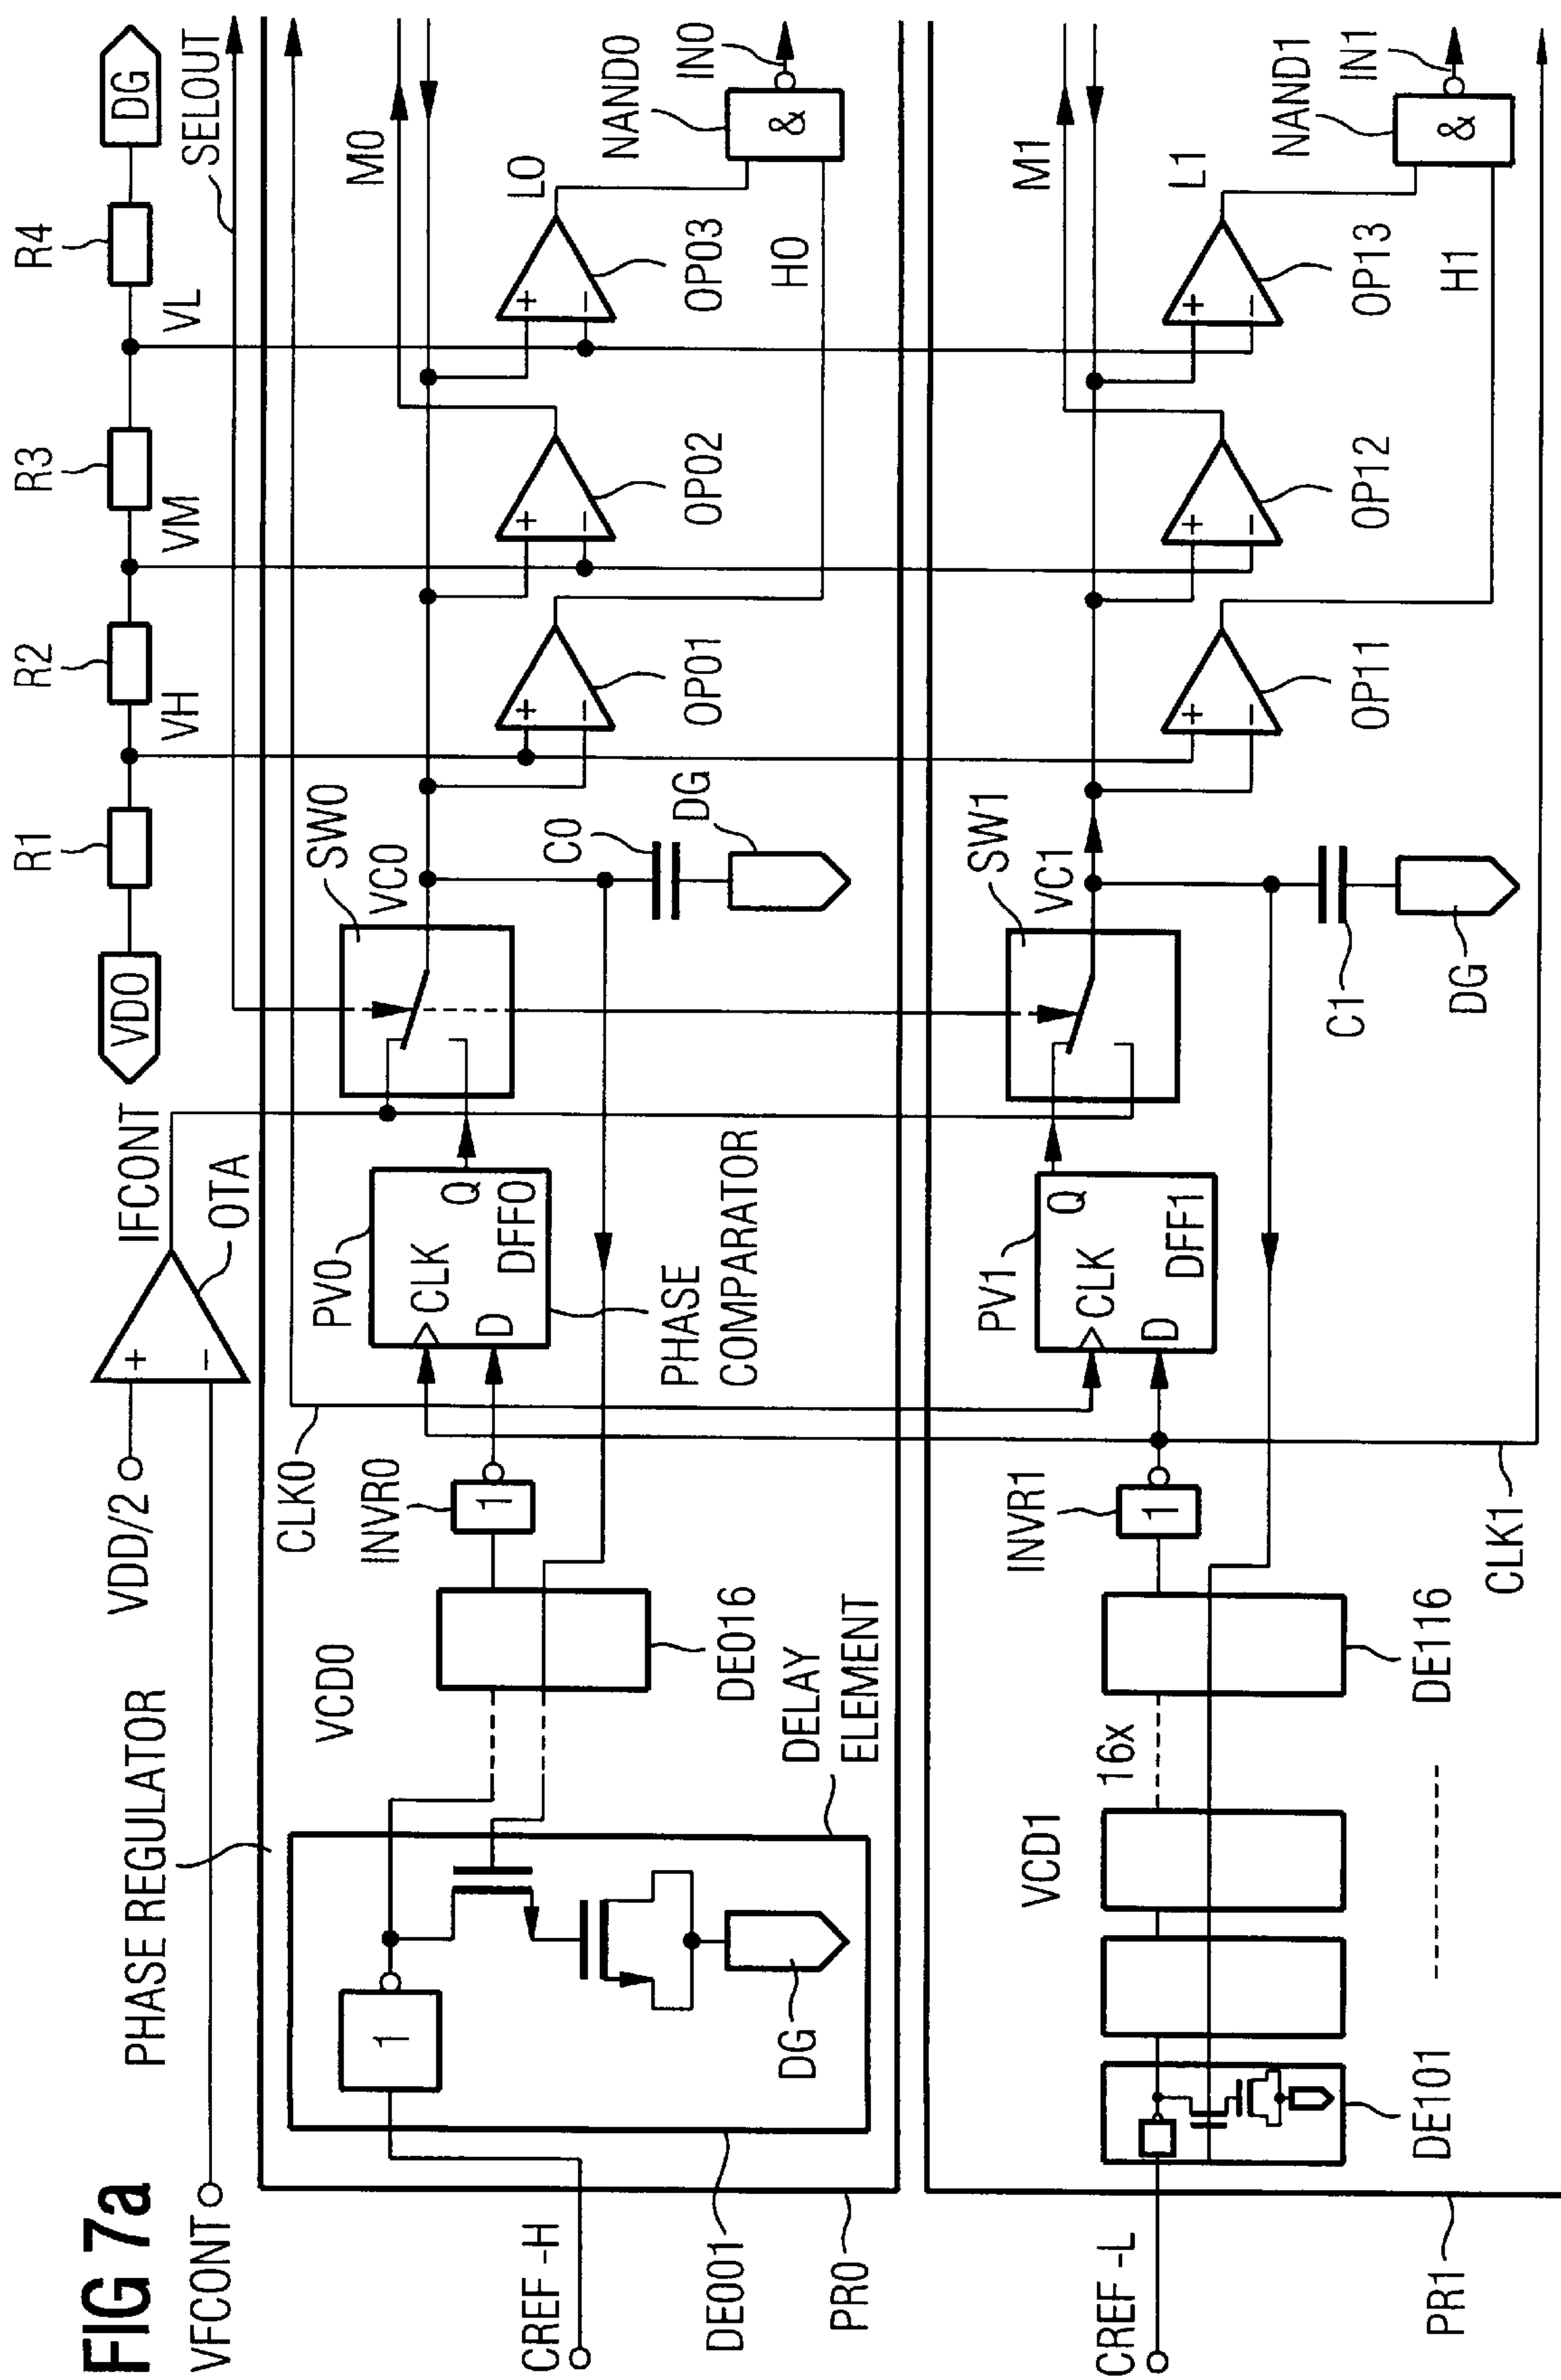 FIG 7a
VFCONT
VDD/2
+
-
IFCONT
OTA
VDO
R1
VH
R2
VM
R3
VL
R4
DG
SELOUT
PHASE REGULATOR
CREF-H
DE001
PR0
1
DG
DELAY
ELEMENT
VCD0
DE016
INVR0
1
CLK0
PV0
CLK
D
Q
DFF0
PHASE
COMPARATOR
SW0
VC0
C0
DG
+
-
OP01
+
-
OP02
M0
+
-
OP03
L0
H0
NAND0
&
IN0
CREF-L
PR1
DE101
VCD1
16x
DE116
INVR1
1
CLK1
PV1
CLK
D
Q
DFF1
SW1
VC1
C1
DG
+
-
OP11
+
-
OP12
M1
+
-
OP13
L1
H1
NAND1
&
IN1